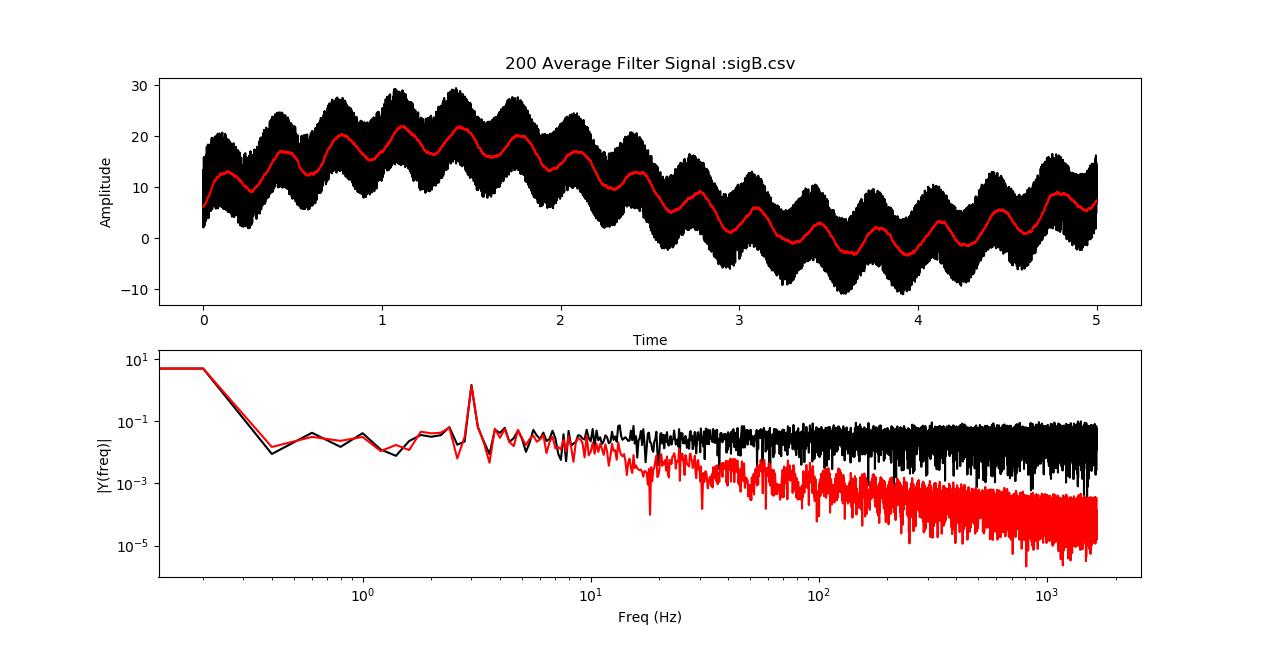 200 Average Filter Signal :sigB.csv
30
20
10
0
−10
Amplitude
0 1 2 3 4 5
Time
10¹
10⁻¹
10⁻³
10⁻⁵
|Y(freq)|
10⁰ 10¹ 10² 10³
Freq (Hz)